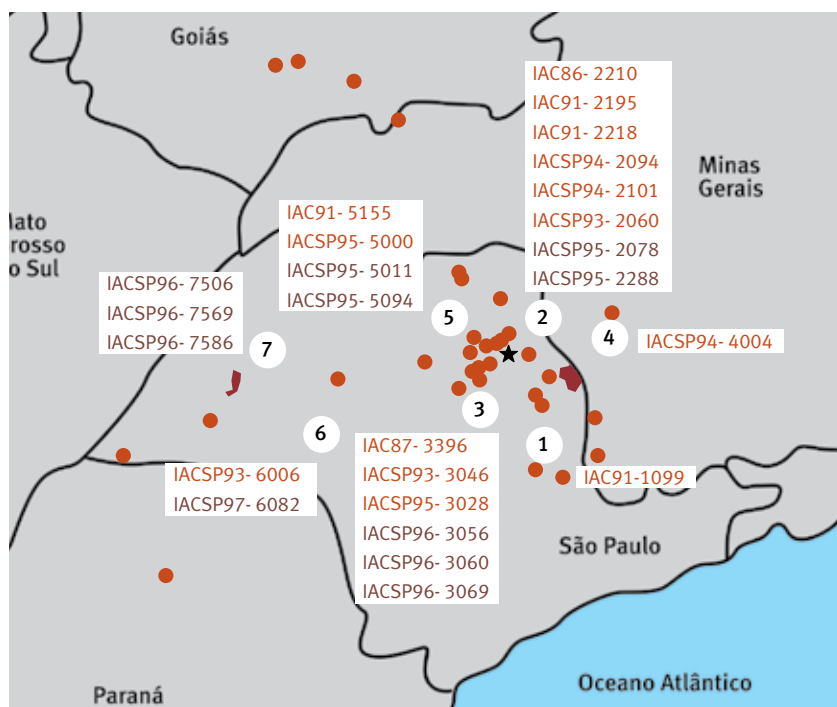 Goiás
IAC86- 2210
IAC91- 2195
IAC91- 2218
IACSP94- 2094
IACSP94- 2101
IACSP93- 2060
IACSP95- 2078
IACSP95- 2288
Minas
Gerais
IAC91- 5155
IACSP95- 5000
IACSP95- 5011
IACSP95- 5094
lato
rosso
o Sul
IACSP96- 7506
IACSP96- 7569
IACSP96- 7586
5
2
4
IACSP94- 4004
7
3
6
1
IAC87- 3396
IACSP93- 3046
IACSP95- 3028
IACSP96- 3056
IACSP96- 3060
IACSP96- 3069
IACSP93- 6006
IACSP97- 6082
IAC91-1099
São Paulo
Paraná
Oceano Atlântico